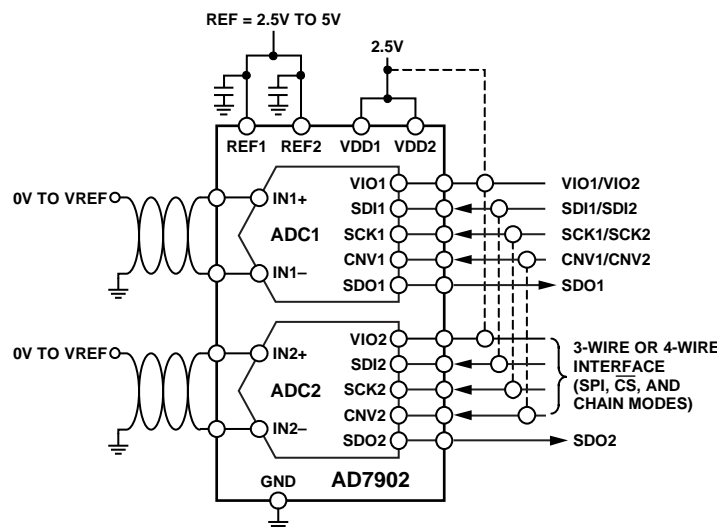 REF = 2.5V TO 5V
2.5V
REF1 REF2 VDD1 VDD2
0V TO VREF
IN1+
ADC1
IN1–
VIO1
SDI1
SCK1
CNV1
SDO1
VIO1/VIO2
SDI1/SDI2
SCK1/SCK2
CNV1/CNV2
SDO1
0V TO VREF
IN2+
ADC2
IN2–
VIO2
SDI2
SCK2
CNV2
SDO2
3-WIRE OR 4-WIRE
INTERFACE
(SPI, CS, AND
CHAIN MODES)
SDO2
GND
AD7902